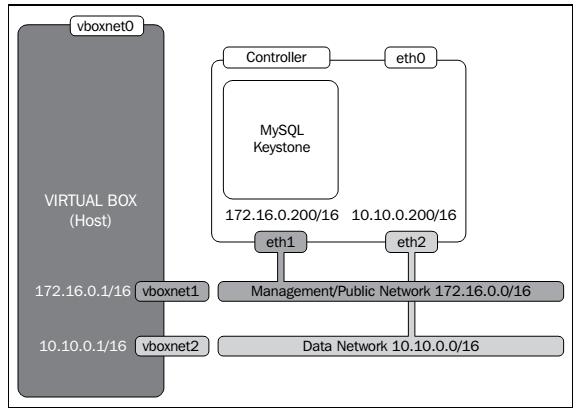 vboxnet0
Controller
eth0
MySQL
Keystone
VIRTUAL BOX
(Host)
172.16.0.200/16
10.10.0.200/16
eth1
eth2
172.16.0.1/16
vboxnet1
Management/Public Network 172.16.0.0/16
10.10.0.1/16
vboxnet2
Data Network 10.10.0.0/16